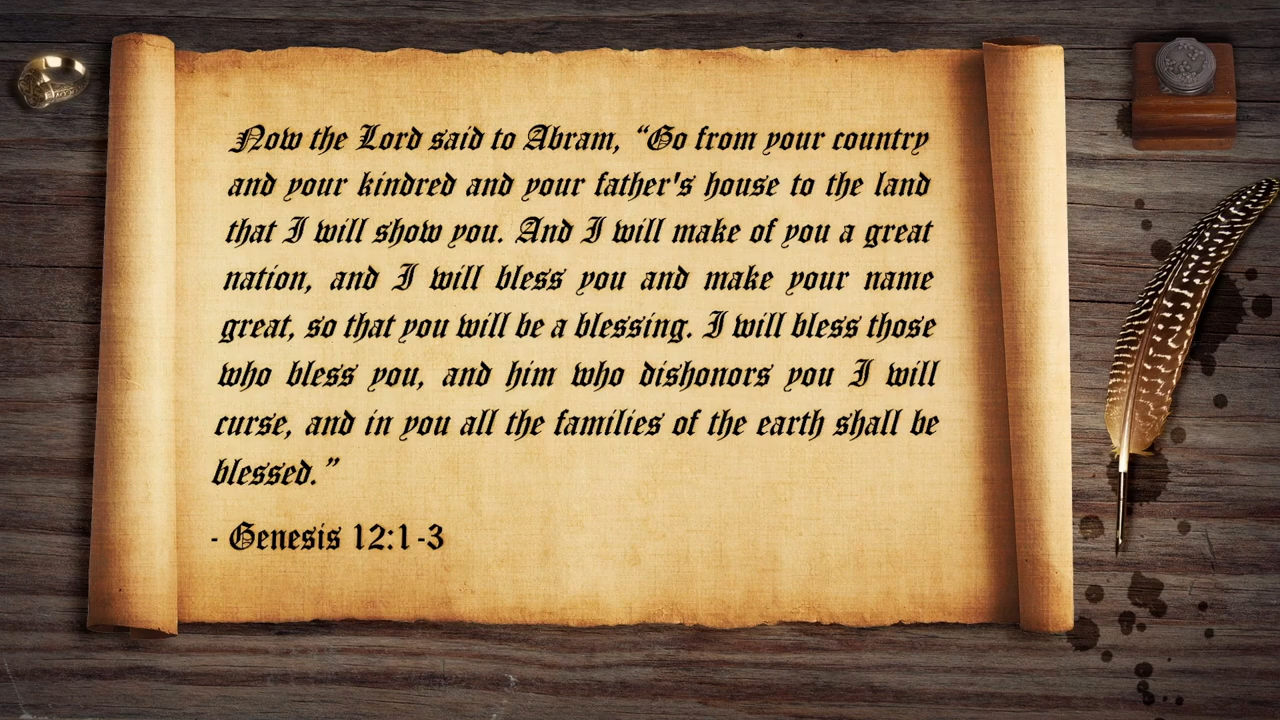 Now the Lord said to Abram, “Go from your country
and your kindred and your father's house to the land
that I will show you. And I will make of you a great
nation, and I will bless you and make your name
great, so that you will be a blessing. I will bless those
who bless you, and him who dishonors you I will
curse, and in you all the families of the earth shall be
blessed.”
- Genesis 12:1-3